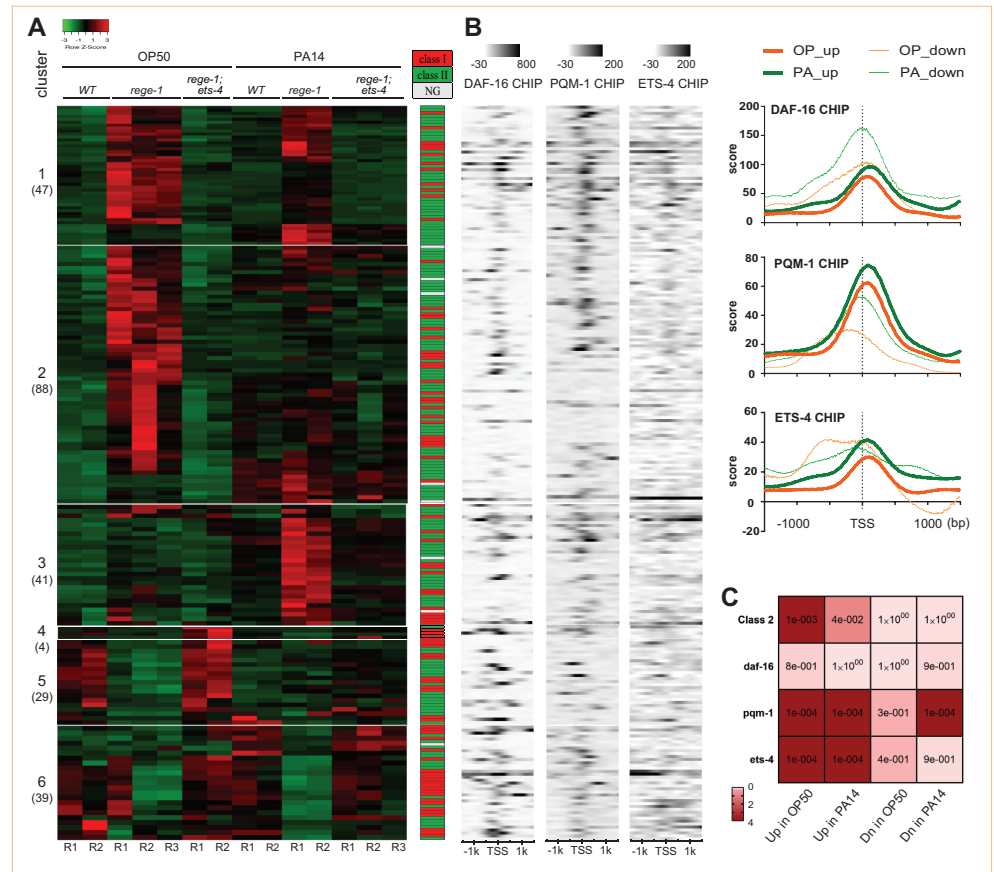 A
-3 0 3
Row Z-Score
OP50 PA14
cluster
WT rege-1 rege-1; ets-4 WT rege-1 rege-1; ets-4
class I
class II
NG
1
(47)
2
(88)
3
(41)
4
(4)
5
(29)
6
(39)
R1 R2 R1 R2 R3 R1 R2 R1 R2 R1 R2 R1 R2 R3
B
-30 800 -30 200 -30 200
DAF-16 CHIP PQM-1 CHIP ETS-4 CHIP
-1k TSS 1k -1k TSS 1k -1k TSS 1k
OP_up OP_down
PA_up PA_down
DAF-16 CHIP
score
200
150
100
50
0
PQM-1 CHIP
score
80
60
40
20
0
ETS-4 CHIP
score
60
40
20
0
-20
-1000 TSS 1000 (bp)
C
Class 2 1e-003 4e-002 1×10⁰⁰ 1×10⁰⁰
daf-16 8e-001 1×10⁰⁰ 1×10⁰⁰ 9e-001
pqm-1 1e-004 1e-004 3e-001 1e-004
ets-4 1e-004 1e-004 4e-001 9e-001
0
2
4
Up in OP50 Up in PA14 Dn in OP50 Dn in PA14